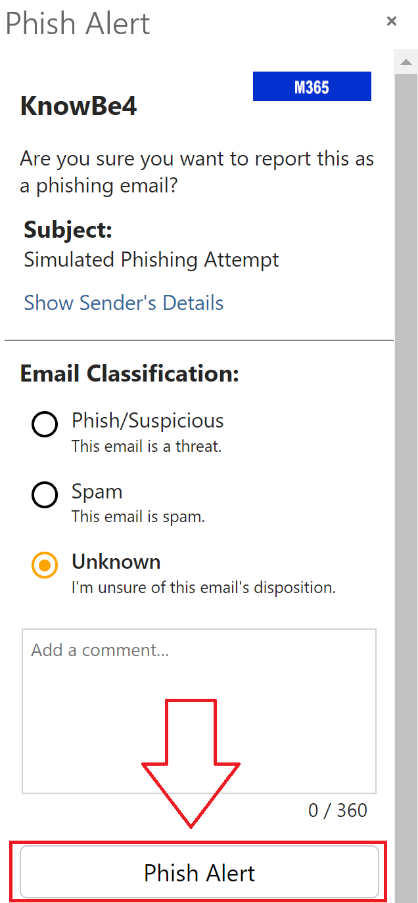 Phish Alert
×
M365
KnowBe4
Are you sure you want to report this as
a phishing email?
Subject:
Simulated Phishing Attempt
Show Sender's Details
Email Classification:
Phish/Suspicious
This email is a threat.
Spam
This email is spam.
Unknown
I'm unsure of this email's disposition.
Add a comment...
0 / 360
Phish Alert